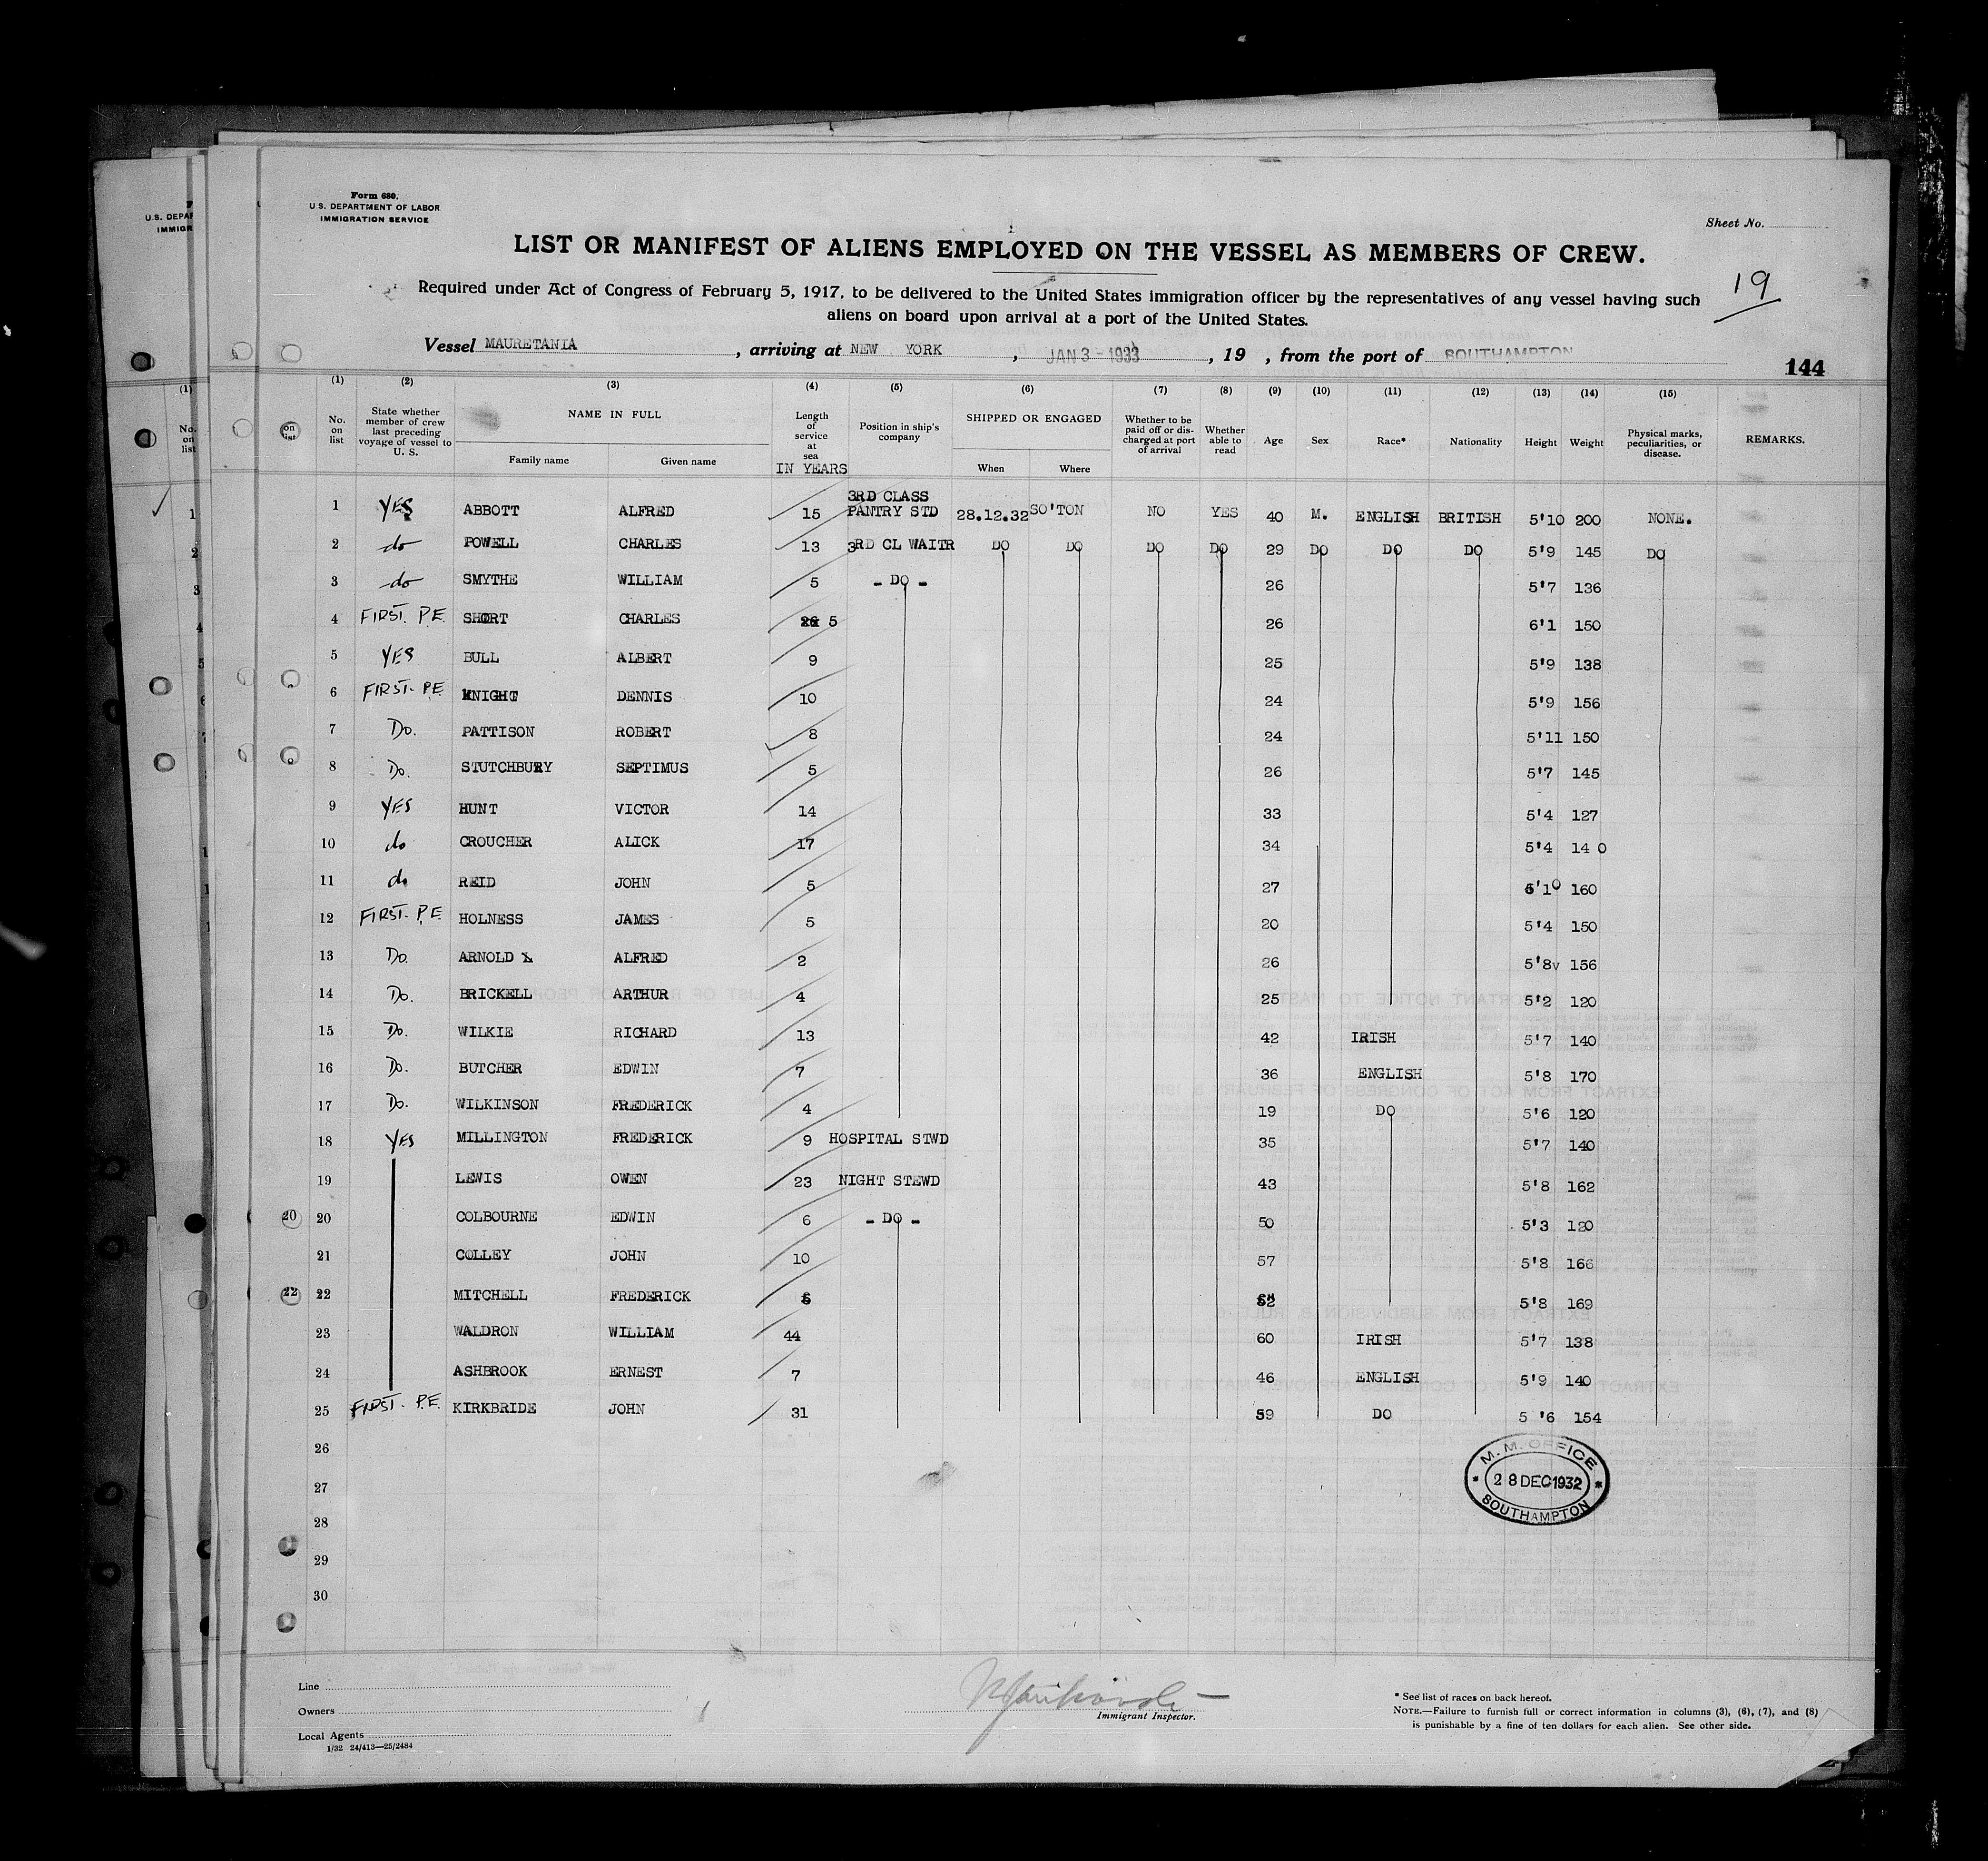 Form 680.
U.S. DEPARTMENT OF LABOR
IMMIGRATION SERVICE
Sheet No.
LIST OR MANIFEST OF ALIENS EMPLOYED ON THE VESSEL AS MEMBERS OF CREW.
19
Required under Act of Congress of February 5, 1917, to be delivered to the United States immigration officer by the representatives of any vessel having such
aliens on board upon arrival at a port of the United States.
Vessel MAURETANIA, arriving at NEW YORK, JAN 3 - 1933, 19 , from the port of SOUTHAMPTON
144
(1) (2) (3) (4) (5) (6) (7) (8) (9) (10) (11) (12) (13) (14) (15)
No. on list State whether member of crew last preceding voyage of vessel to U. S. NAME IN FULL Family name Given name Length of service at sea IN YEARS Position in ship's company SHIPPED OR ENGAGED When Where Whether to be paid off or discharged at port of arrival Whether able to read Age Sex Race* Nationality Height Weight Physical marks, peculiarities, or disease. REMARKS.
1 YES ABBOTT ALFRED 15 3RD CLASS PANTRY STD 28.12.32 SO'TON NO YES 40 M. ENGLISH BRITISH 5'10 200 NONE.
2 do POWELL CHARLES 13 3RD CL WAITR DO DO DO DO 29 DO DO DO 5'9 145 DO
3 do SMYTHE WILLIAM 5 - DO - 26 5'7 136
4 FIRST. P.E. SHORT CHARLES 5 26 6'1 150
5 YES BULL ALBERT 9 25 5'9 138
6 FIRST. P.E. KNIGHT DENNIS 10 24 5'9 156
7 Do. PATTISON ROBERT 8 24 5'11 150
8 Do. STUTCHBURY SEPTIMUS 5 26 5'7 145
9 YES HUNT VICTOR 14 33 5'4 127
10 do CROUCHER ALICK 17 34 5'4 14 0
11 do REID JOHN 5 27 160
12 FIRST. P.E. HOLNESS JAMES 5 20 5'4 150
13 Do. ARNOLD ALFRED 2 26 5'8 156
14 Do. BRICKELL ARTHUR 4 25 5'2 120
15 Do. WILKIE RICHARD 13 42 IRISH 5'7 140
16 Do. BUTCHER EDWIN 7 36 ENGLISH 5'8 170
17 Do. WILKINSON FREDERICK 4 19 DO 5'6 120
18 YES MILLINGTON FREDERICK 9 HOSPITAL STWD 35 5'7 140
19 LEWIS OWEN 23 NIGHT STEWD 43 5'8 162
20 20 COLBOURNE EDWIN 6 - DO - 50 5'3 120
21 COLLEY JOHN 10 57 5'8 166
22 22 MITCHELL FREDERICK 52 5'8 169
23 WALDRON WILLIAM 44 60 IRISH 5'7 138
24 ASHBROOK ERNEST 7 46 ENGLISH 5'9 140
25 FIRST. P.E. KIRKBRIDE JOHN 31 59 DO 5 '6 154
26
27
28
29
30
M. M. OFFICE
28 DEC 1932
SOUTHAMPTON
Line
Owners
Local Agents
1/32 24/413—25/2484
Immigrant Inspector.
* See list of races on back hereof.
NOTE.—Failure to furnish full or correct information in columns (3), (6), (7), and (8)
is punishable by a fine of ten dollars for each alien. See other side.